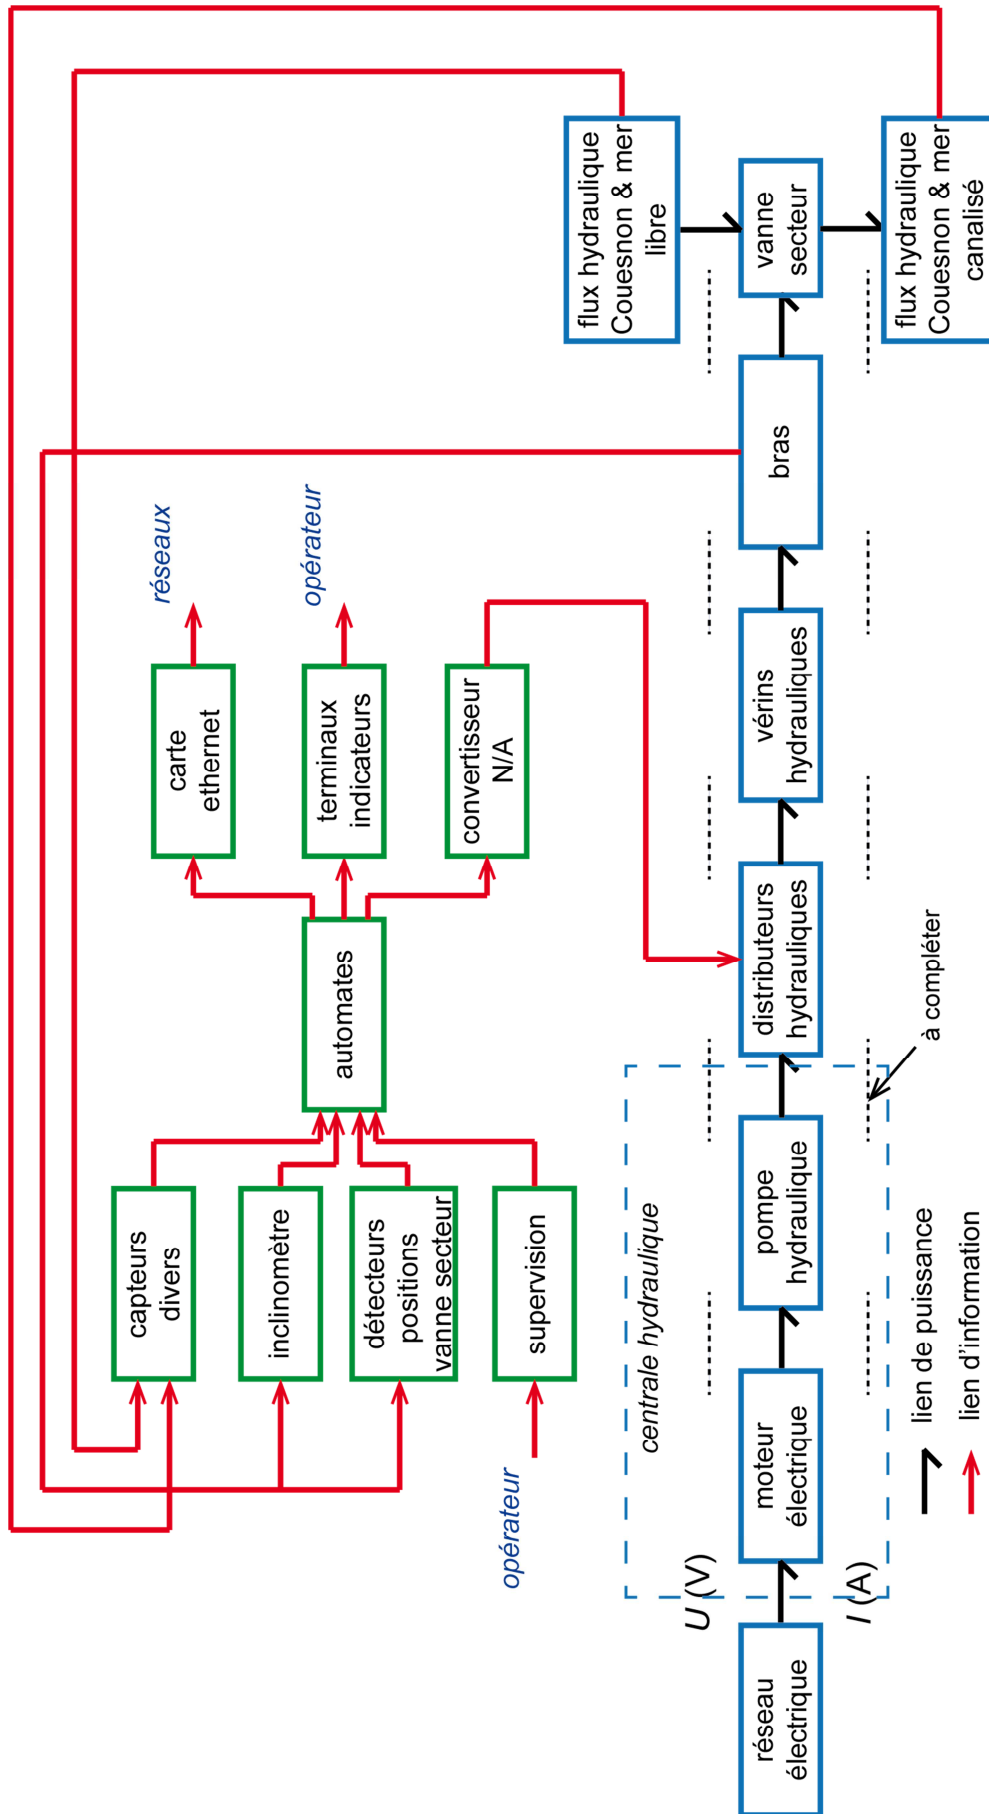 capteurs
divers
inclinomètre
détecteurs
positions
vanne secteur
supervision
opérateur
automates
carte
ethernet
réseaux
terminaux
indicateurs
opérateur
convertisseur
N/A
centrale hydraulique
réseau
électrique
U (V)
I (A)
moteur
électrique
pompe
hydraulique
distributeurs
hydrauliques
vérins
hydrauliques
bras
vanne
secteur
flux hydraulique
Couesnon & mer
libre
flux hydraulique
Couesnon & mer
canalisé
à compléter
lien de puissance
lien d'information